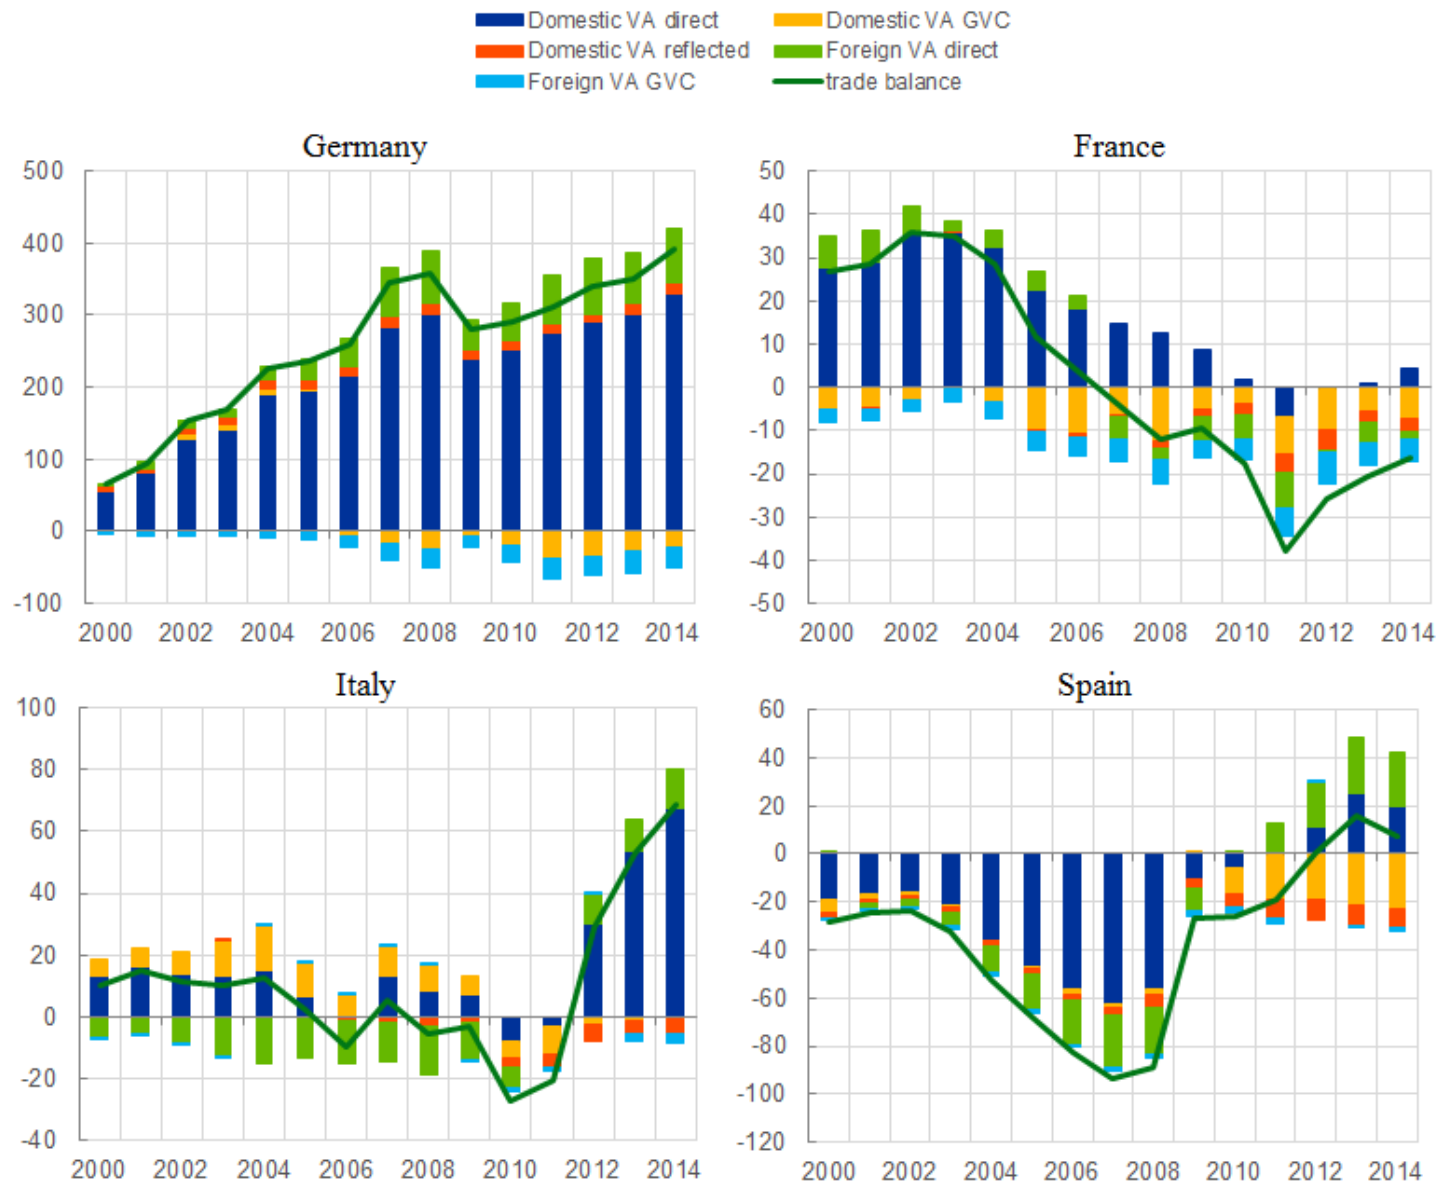 Domestic VA direct
Domestic VA GVC
Domestic VA reflected
Foreign VA direct
Foreign VA GVC
trade balance
Germany
500
400
300
200
100
0
-100
2000 2002 2004 2006 2008 2010 2012 2014
France
50
40
30
20
10
0
-10
-20
-30
-40
-50
2000 2002 2004 2006 2008 2010 2012 2014
Italy
100
80
60
40
20
0
-20
-40
2000 2002 2004 2006 2008 2010 2012 2014
Spain
60
40
20
0
-20
-40
-60
-80
-100
-120
2000 2002 2004 2006 2008 2010 2012 2014